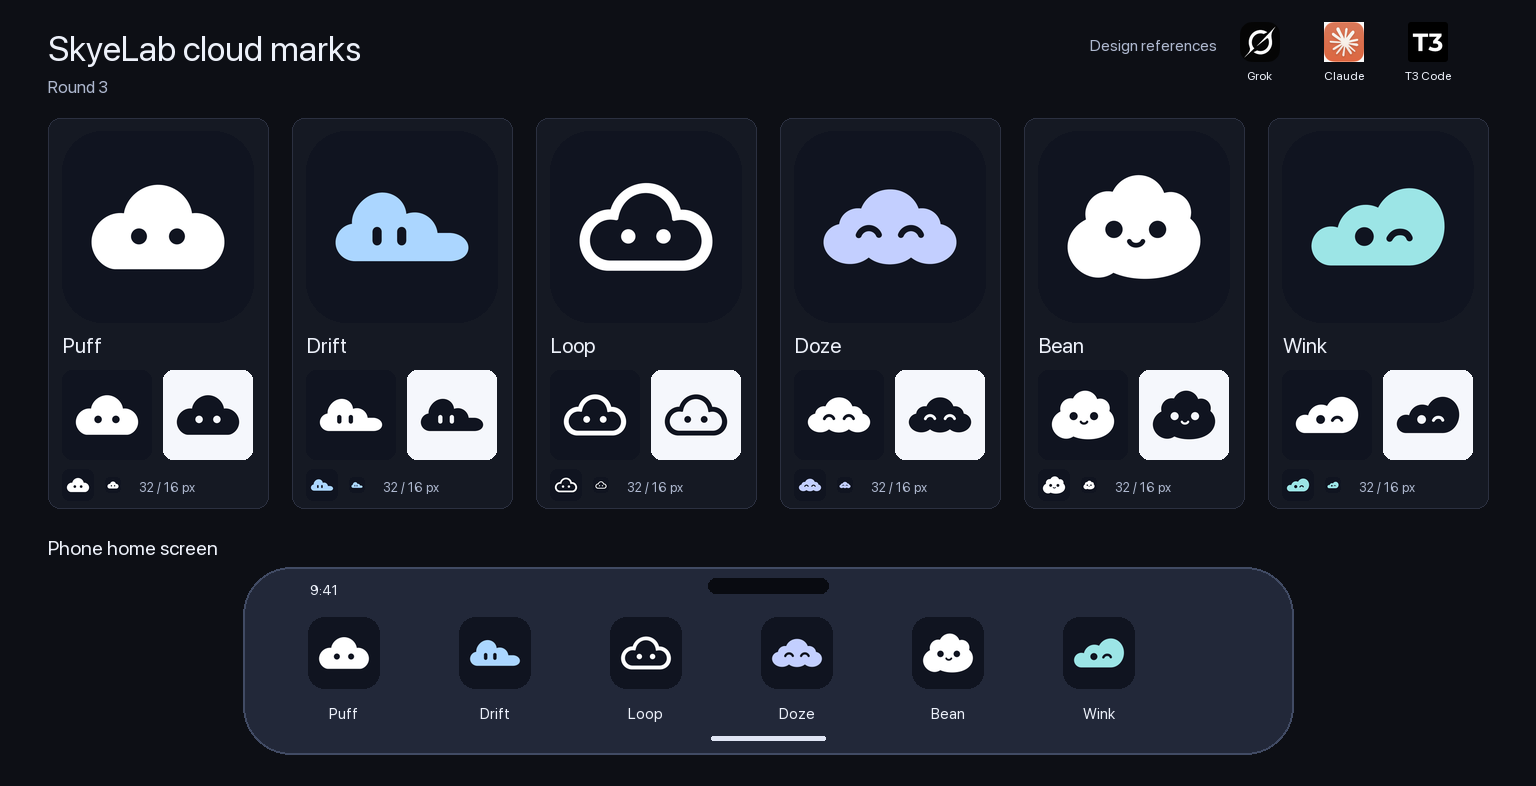 SkyeLab cloud marks
Round 3
Design references
T3
Grok
Claude
T3 Code
Puff
Drift
Loop
Doze
Bean
Wink
32 / 16 px
32 / 16 px
32 / 16 px
32 / 16 px
32 / 16 px
32 / 16 px
Phone home screen
9:41
Puff
Drift
Loop
Doze
Bean
Wink